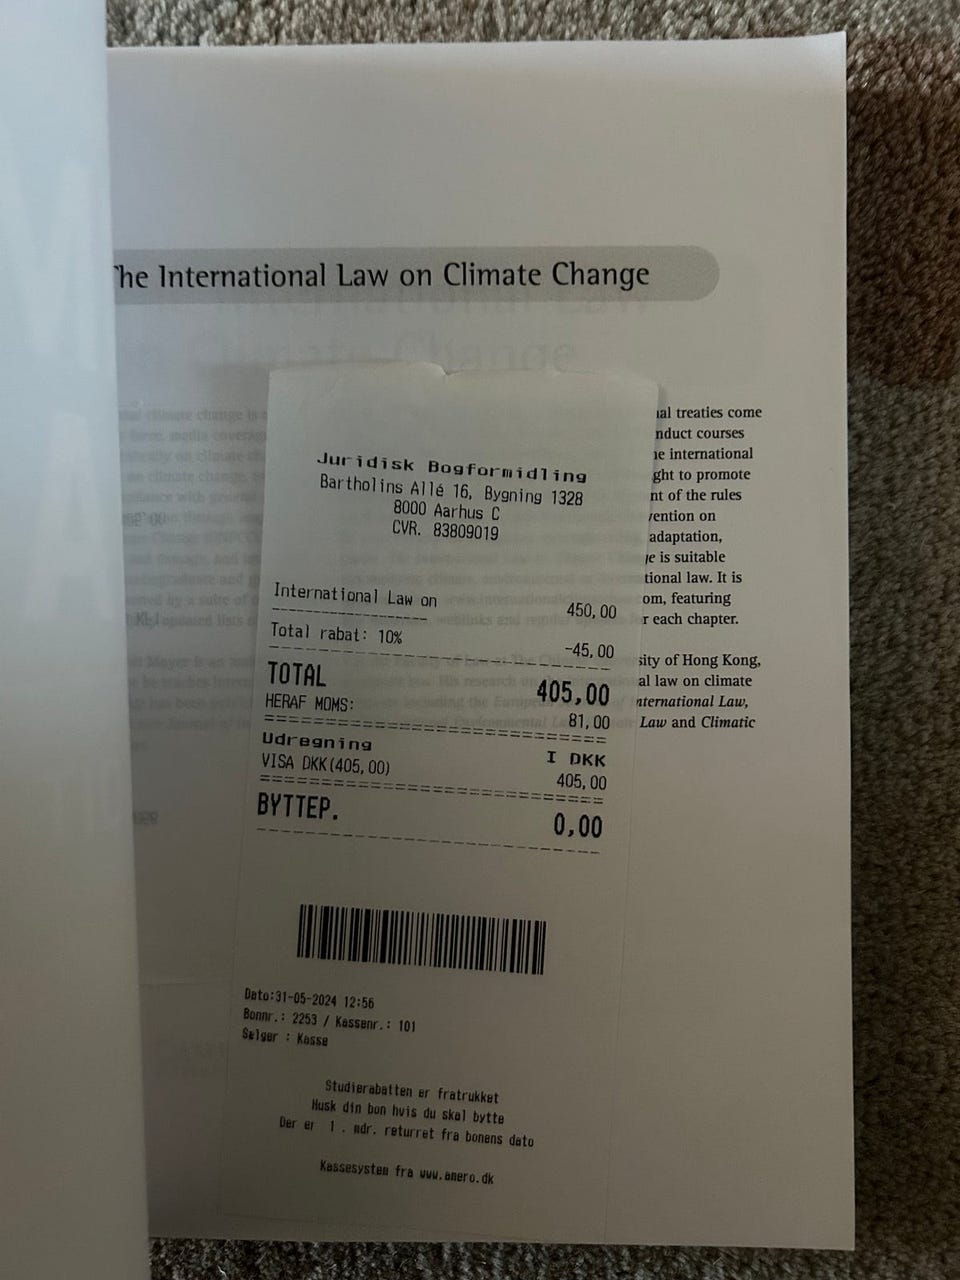 The International Law on Climate Change
al treaties come
nduct courses
e international
ght to promote
nt of the rules
vention on
adaptation,
e is suitable
tional law. It is
om, featuring
r each chapter.
sity of Hong Kong,
al law on climate
nternational Law,
Law and Climatic
Juridisk Bogformidling
Bartholins Allé 16, Bygning 1328
8000 Aarhus C
CVR. 83809019
International Law on 450,00
Total rabat: 10% -45,00
TOTAL 405,00
HERAF MOMS: 81,00
Udregning I DKK
VISA DKK(405,00) 405,00
BYTTEP. 0,00
Dato:31-05-2024 12:56
Bonnr.: 2253 / Kassenr.: 101
Sælger : Kasse
Studierabatten er fratrukket
Husk din bon hvis du skal bytte
Der er 1 . mdr. returret fra bonens dato
Kassesystem fra www.amero.dk